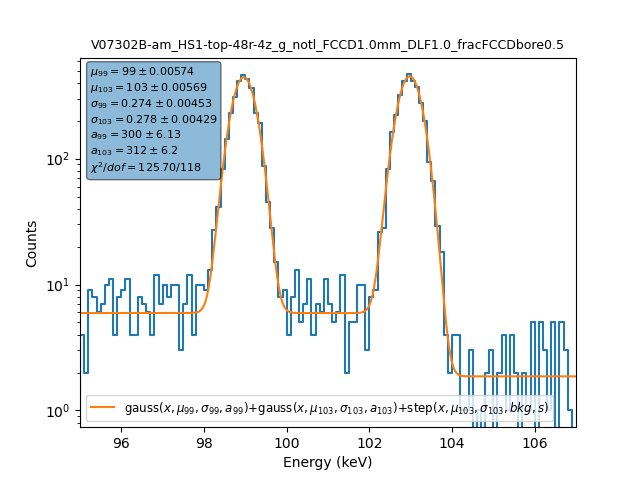 V07302B-am_HS1-top-48r-4z_g_notl_FCCD1.0mm_DLF1.0_fracFCCDbore0.5
μ₉₉ = 99 ± 0.00574
μ₁₀₃ = 103 ± 0.00569
σ₉₉ = 0.274 ± 0.00453
σ₁₀₃ = 0.278 ± 0.00429
a₉₉ = 300 ± 6.13
a₁₀₃ = 312 ± 6.2
χ²/dof = 125.70/118
Counts
10²
10¹
10⁰
gauss(x, μ₉₉, σ₉₉, a₉₉)+gauss(x, μ₁₀₃, σ₁₀₃, a₁₀₃)+step(x, μ₁₀₃, σ₁₀₃, bkg, s)
96 98 100 102 104 106
Energy (keV)